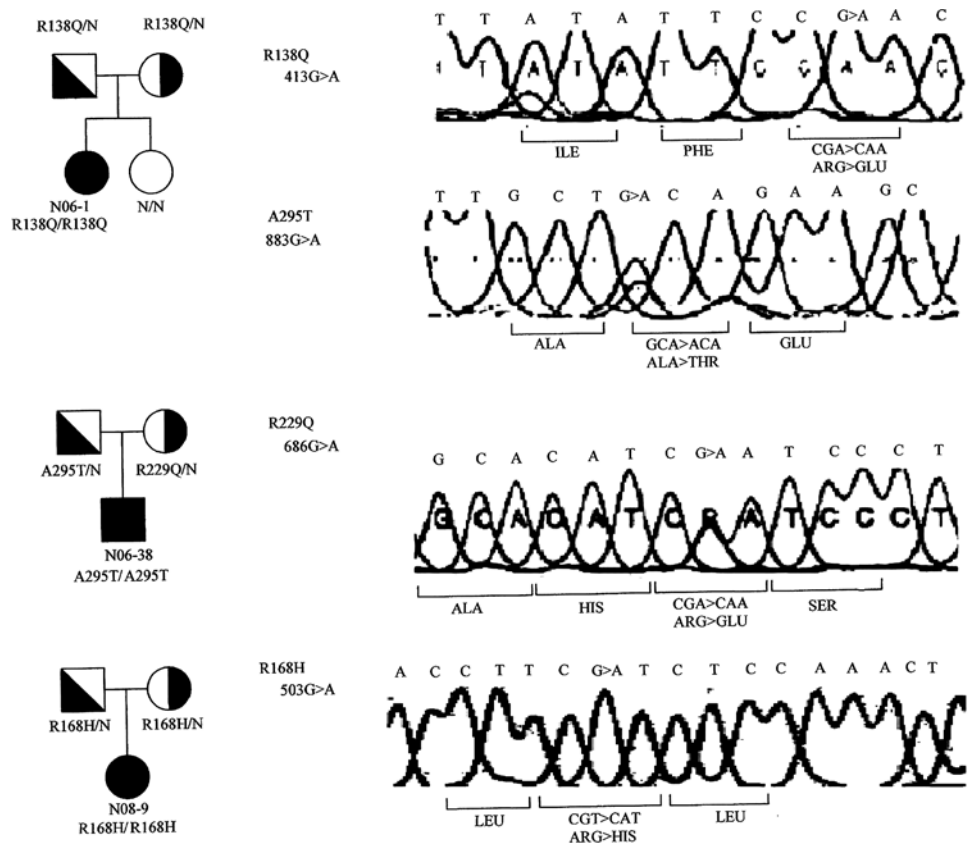 R138Q/N R138Q/N
N06-1 N/N
R138Q/R138Q
R138Q
413G>A
T T A T A T T C C G>A A C
T A T A T T C C A A C
ILE PHE CGA>CAA
ARG>GLU
A295T
883G>A
T T G C T G>A C A G A A G C
ALA GCA>ACA GLU
ALA>THR
A295T/N R229Q/N
N06-38
A295T/A295T
R229Q
686G>A
G C A C A T C G>A A T C C C T
G C A C A T C R A T C C C T
ALA HIS CGA>CAA SER
ARG>GLU
R168H/N R168H/N
N08-9
R168H/R168H
R168H
503G>A
A C C T T C G>A T C T C C A A A C T
LEU CGT>CAT LEU
ARG>HIS